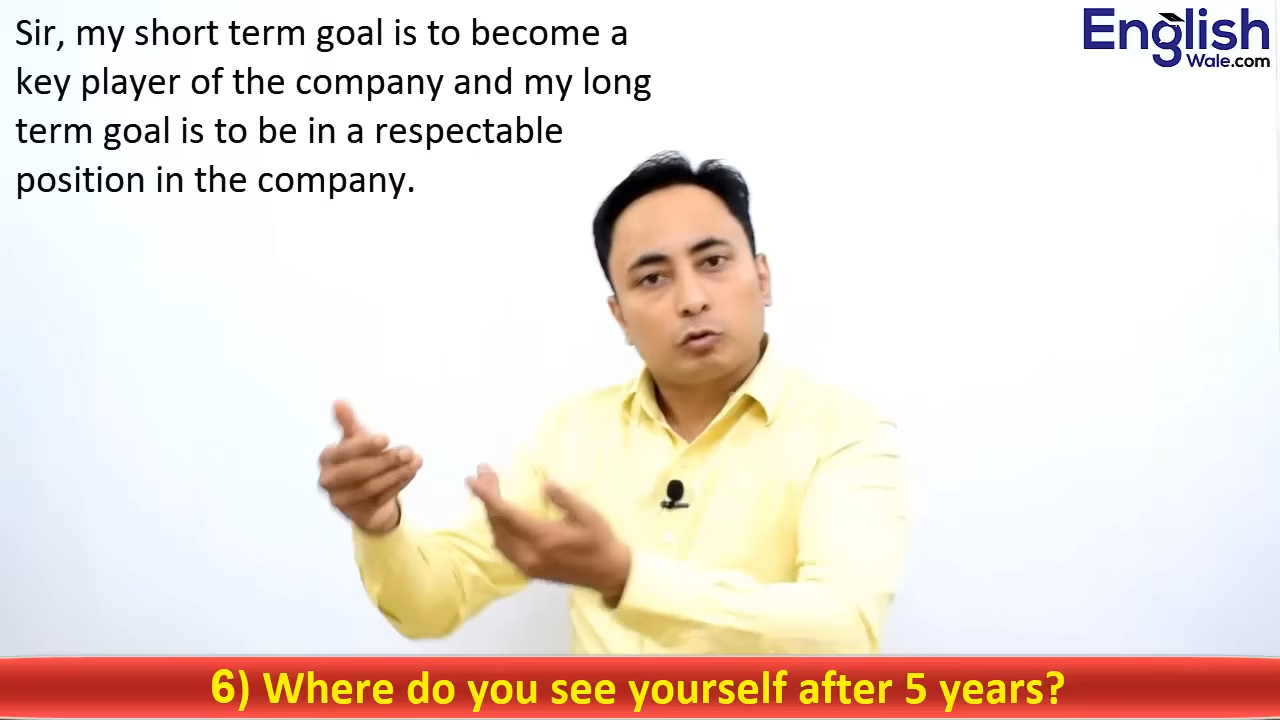 Sir, my short term goal is to become a
key player of the company and my long
term goal is to be in a respectable
position in the company.
English
Wale.com
6) Where do you see yourself after 5 years?